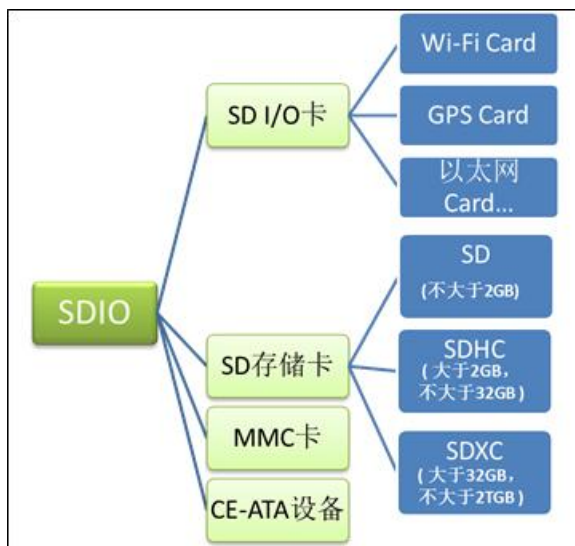 SDIO
SD I/O卡
Wi-Fi Card
GPS Card
以太网
Card...
SD存储卡
SD
(不大于2GB)
SDHC
( 大于2GB，
不大于32GB )
SDXC
( 大于32GB，
不大于2TGB )
MMC卡
CE-ATA设备